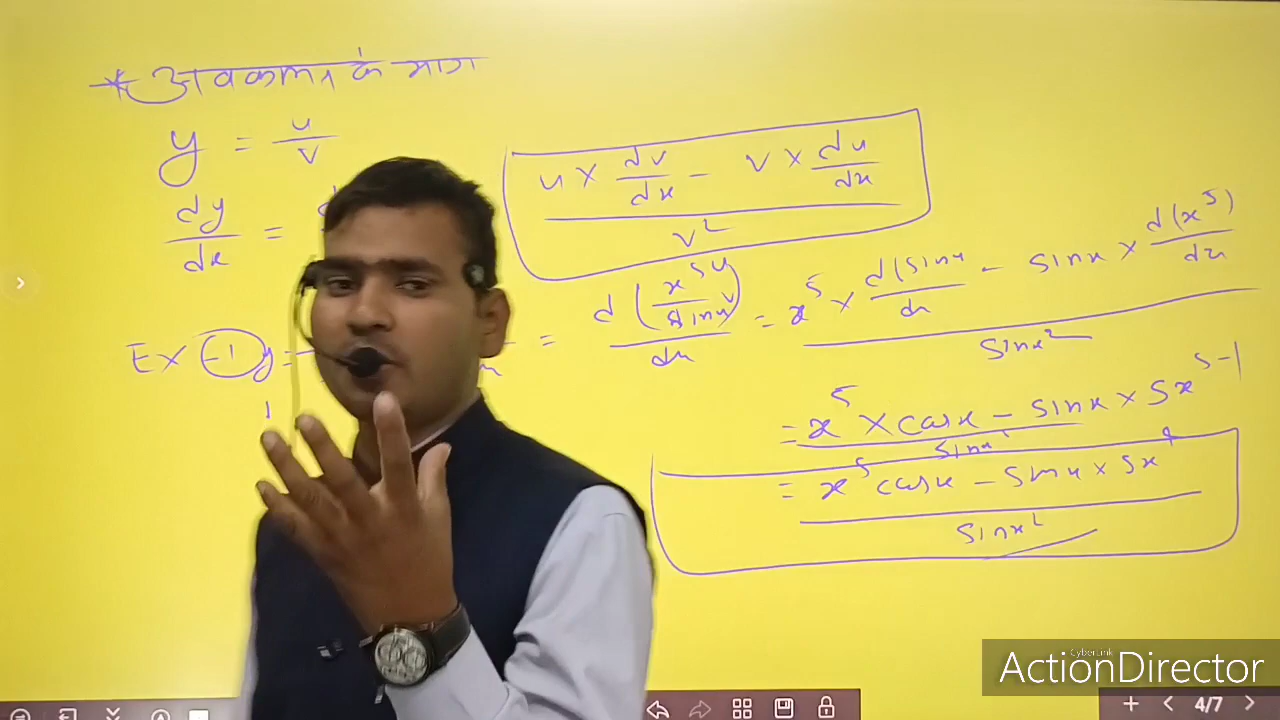 * अवकलन के भाग
y = u/v
u × dv/dx - v × du/dx
v²
dy/dx = d
Ex -1 y = = d(x⁵ u/sinx v)/dx = x⁵ × d(sinx/dx - sinx × d(x⁵)/dx
sinx²
= x⁵ × cosx - sinx × 5x⁵⁻¹
sinx²
= x⁵ cosx - sinx × 5x⁴
sinx²
CyberLink
ActionDirector
4/7